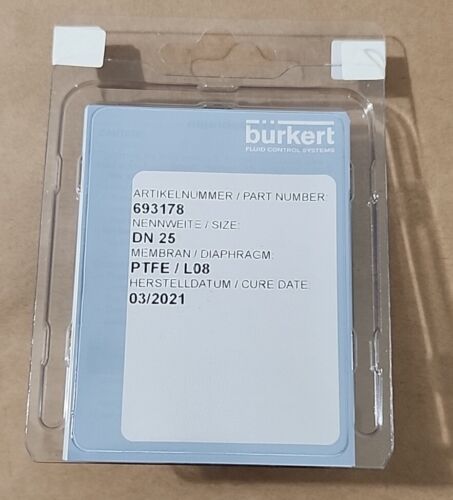 bürkert
FLUID CONTROL SYSTEMS
ARTIKELNUMMER / PART NUMBER:
693178
NENNWEITE / SIZE:
DN 25
MEMBRAN / DIAPHRAGM:
PTFE / L08
HERSTELLDATUM / CURE DATE:
03/2021